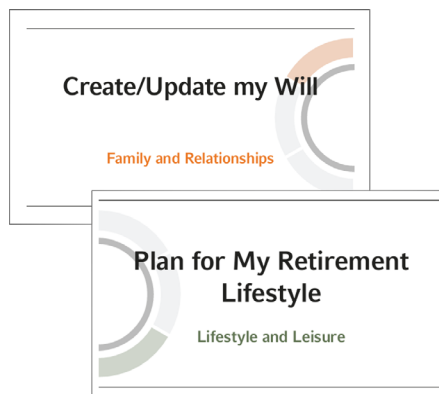 Create/Update my Will
Family and Relationships
Plan for My Retirement
Lifestyle
Lifestyle and Leisure